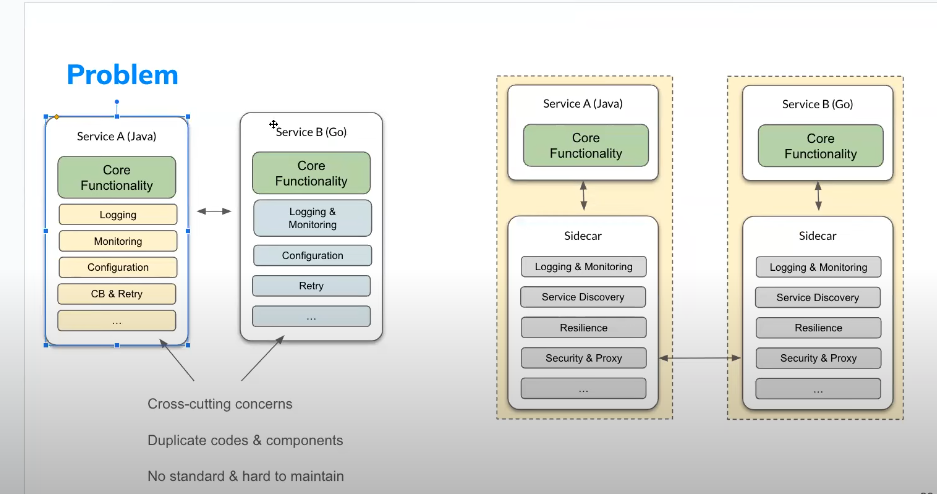 Problem
Service A (Java)
Core
Functionality
Logging
Monitoring
Configuration
CB & Retry
...
Service B (Go)
Core
Functionality
Logging &
Monitoring
Configuration
Retry
...
Cross-cutting concerns
Duplicate codes & components
No standard & hard to maintain
Service A (Java)
Core
Functionality
Sidecar
Logging & Monitoring
Service Discovery
Resilience
Security & Proxy
...
Service B (Go)
Core
Functionality
Sidecar
Logging & Monitoring
Service Discovery
Resilience
Security & Proxy
...